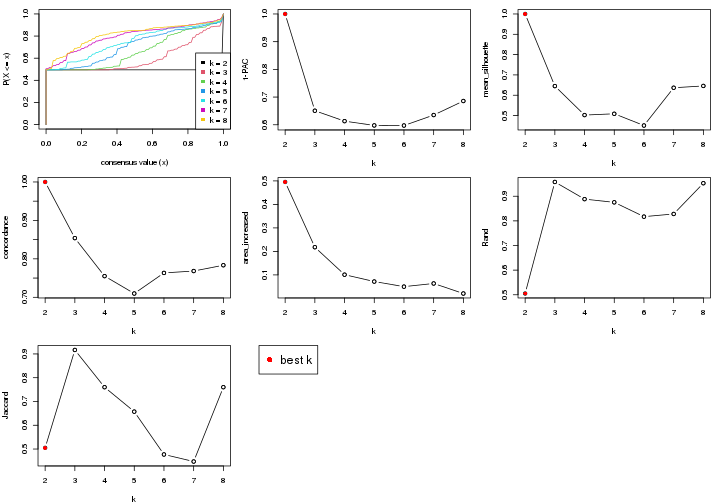 P(X <= x)
0.0 0.2 0.4 0.6 0.8 1.0
k = 2
k = 3
k = 4
k = 5
k = 6
k = 7
k = 8
0.0 0.2 0.4 0.6 0.8 1.0
consensus value (x)
1-PAC
0.6 0.7 0.8 0.9 1.0
2 3 4 5 6 7 8
k
mean_silhouette
0.5 0.6 0.7 0.8 0.9 1.0
2 3 4 5 6 7 8
k
concordance
0.70 0.80 0.90 1.00
2 3 4 5 6 7 8
k
area_increased
0.1 0.2 0.3 0.4 0.5
2 3 4 5 6 7 8
k
Rand
0.5 0.6 0.7 0.8 0.9
2 3 4 5 6 7 8
k
Jaccard
0.5 0.6 0.7 0.8 0.9
2 3 4 5 6 7 8
k
best k